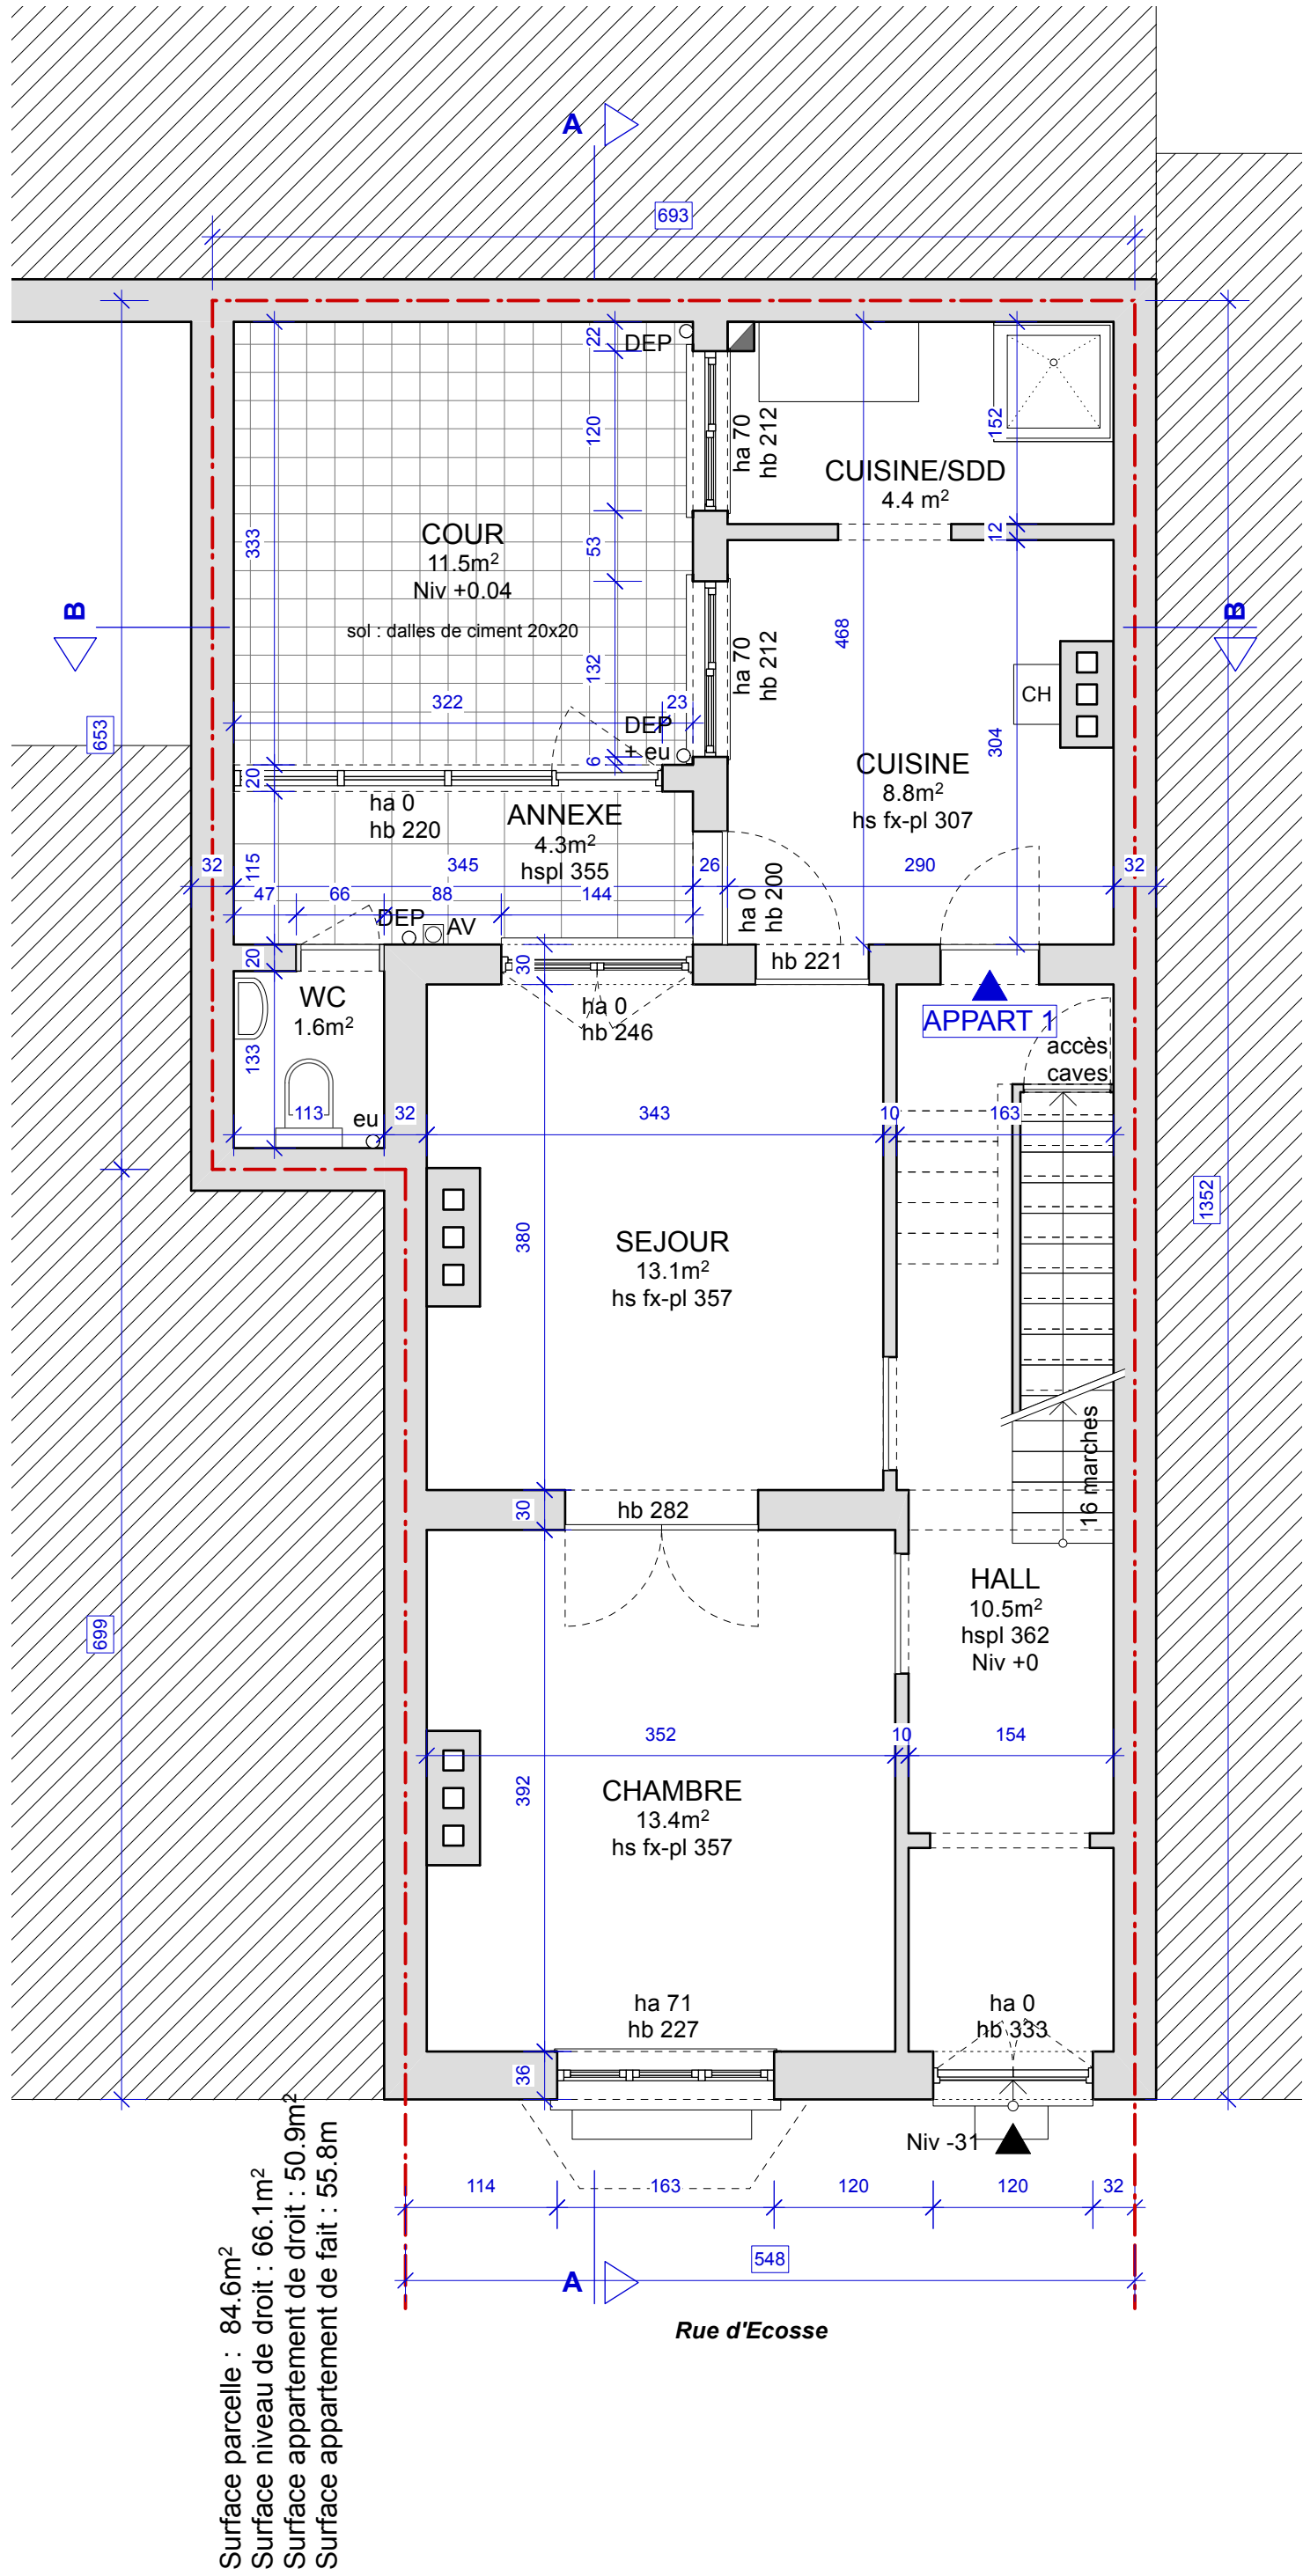 A
693
DEP
22
120
ha 70
hb 212
152
CUISINE/SDD
4.4 m²
12
COUR
11.5m²
Niv +0.04
sol : dalles de ciment 20x20
333
53
132
ha 70
hb 212
468
B
B
653
322
23
DEP
+ eu
6
20
CH
304
CUISINE
8.8m²
hs fx-pl 307
ha 0
hb 220
ANNEXE
4.3m²
hspl 355
32
115
345
26
290
32
47
66
88
144
ha 0
hb 200
DEP
AV
20
30
hb 221
WC
1.6m²
ha 0
hb 246
APPART 1
accès
caves
133
113
eu
32
343
10
163
1352
380
SEJOUR
13.1m²
hs fx-pl 357
16 marches
30
hb 282
HALL
10.5m²
hspl 362
Niv +0
699
352
10
154
392
CHAMBRE
13.4m²
hs fx-pl 357
ha 71
hb 227
ha 0
hb 333
36
Niv -31
114
163
120
120
32
548
A
Rue d'Ecosse
Surface parcelle : 84.6m²
Surface niveau de droit : 66.1m²
Surface appartement de droit : 50.9m²
Surface appartement de fait : 55.8m